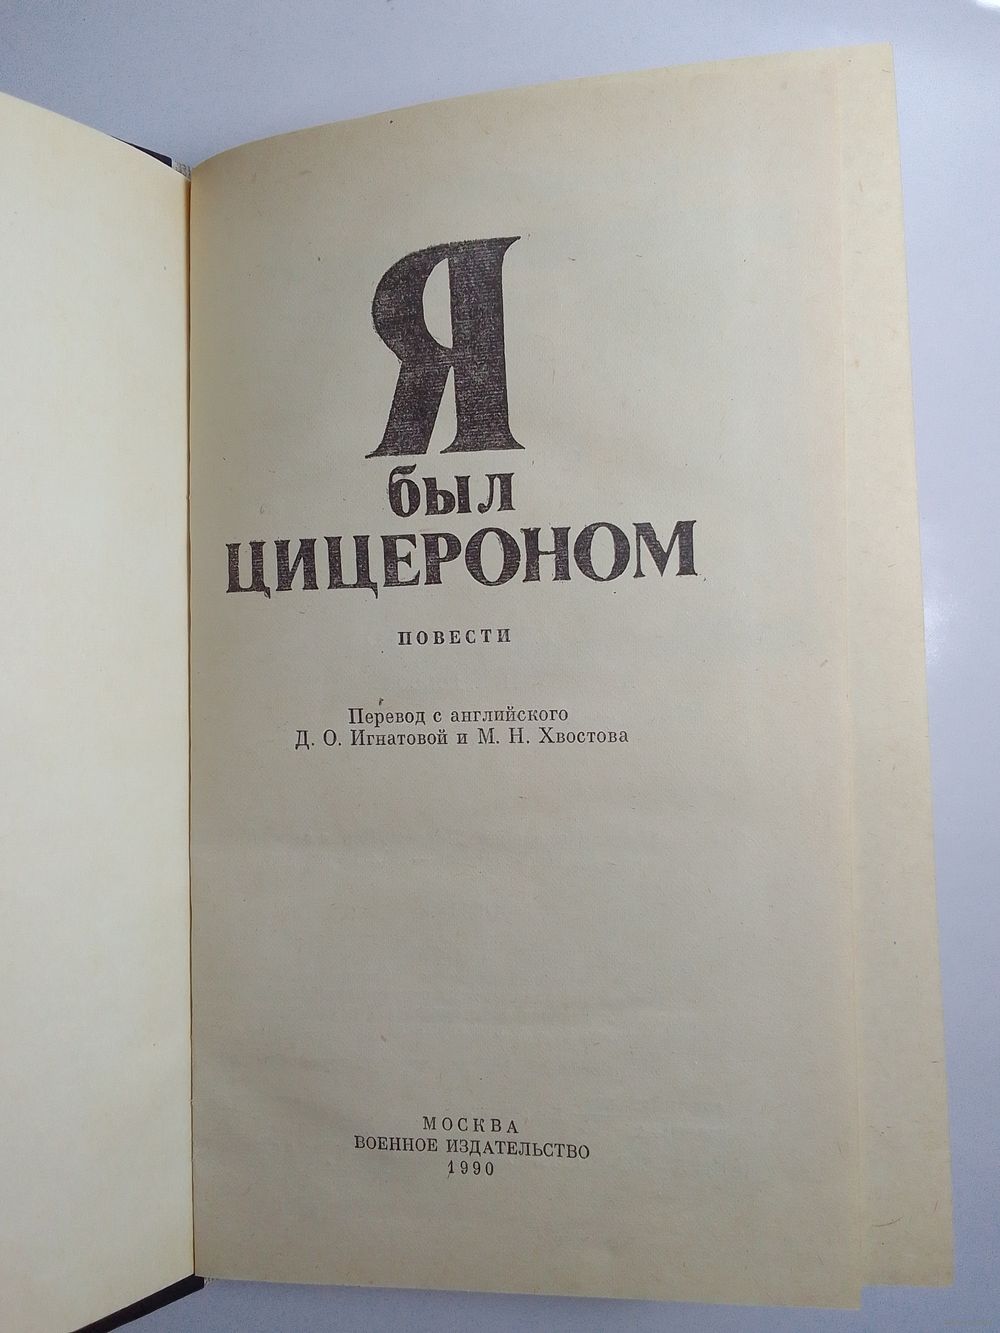 Я
был
ЦИЦЕРОНОМ
ПОВЕСТИ
Перевод с английского
Д. О. Игнатовой и М. Н. Хвостова
МОСКВА
ВОЕННОЕ ИЗДАТЕЛЬСТВО
1990